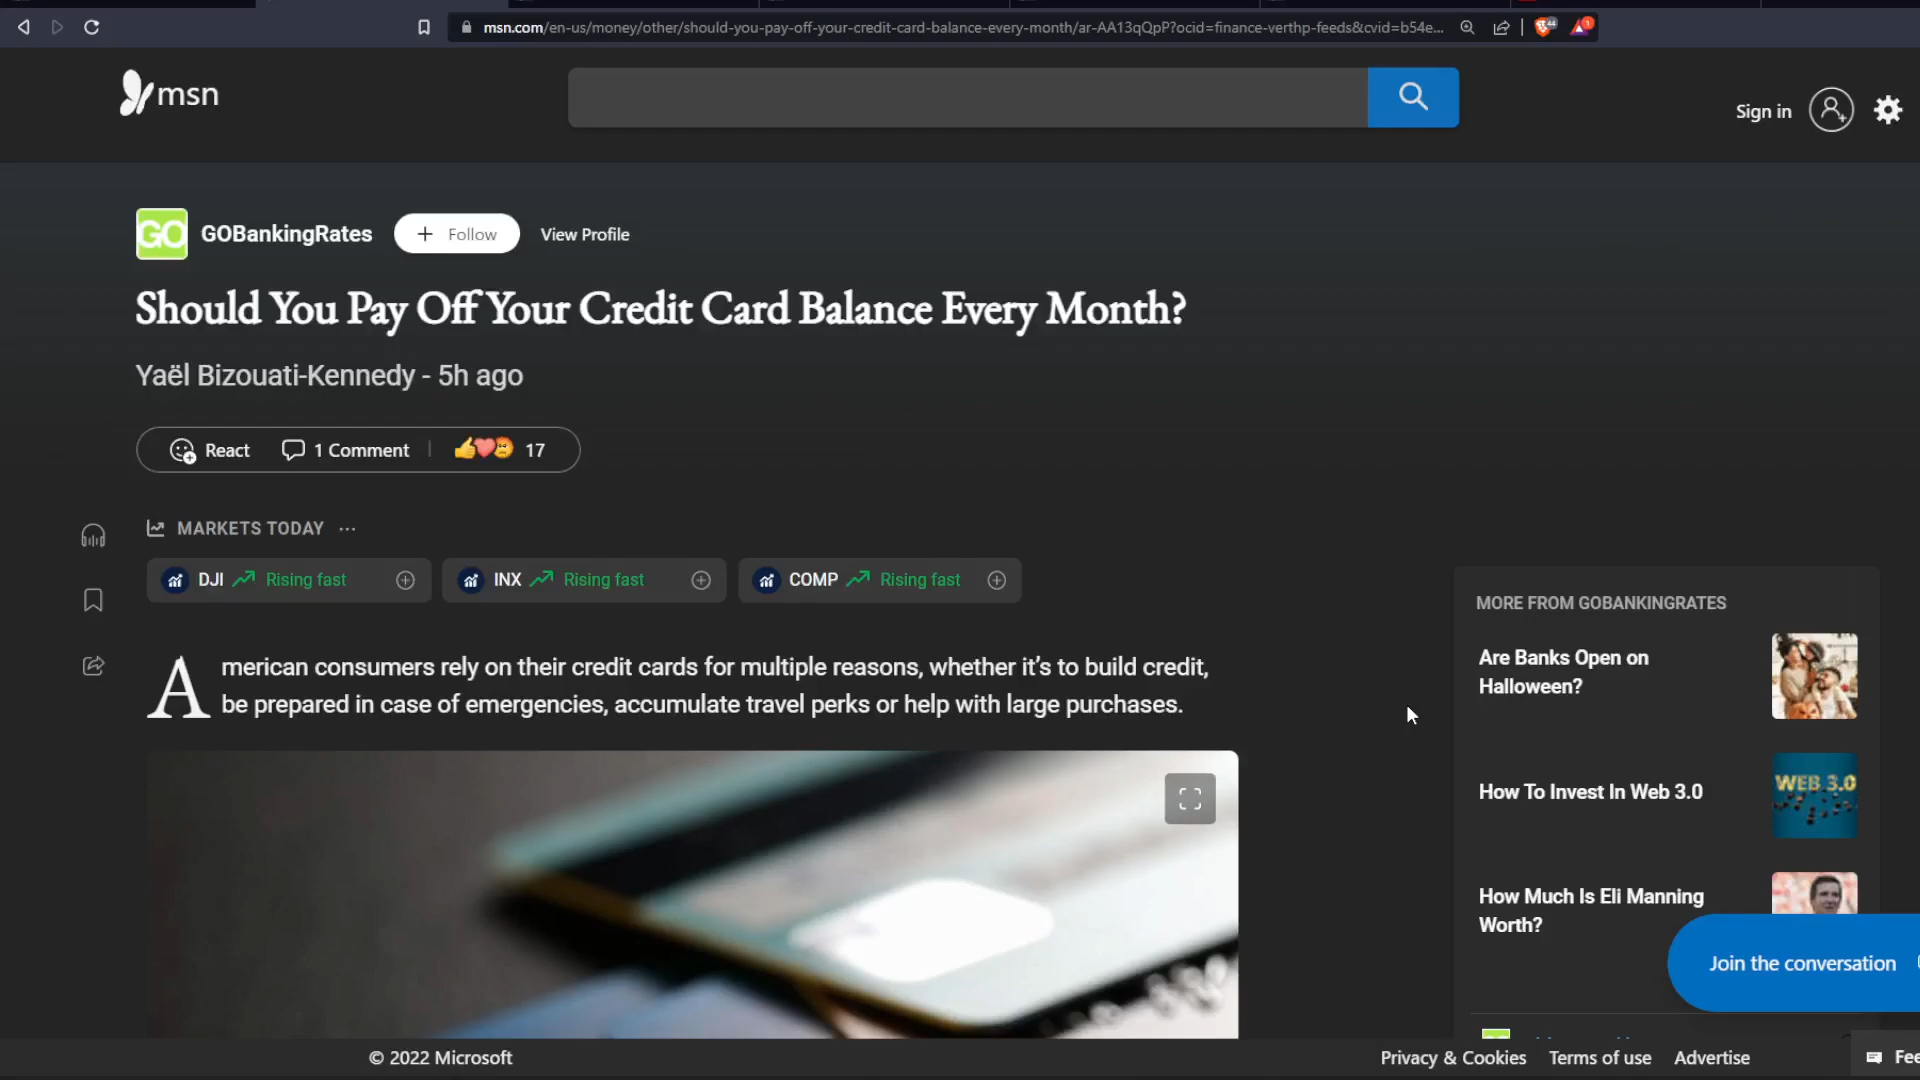 msn.com/en-us/money/other/should-you-pay-off-your-credit-card-balance-every-month/ar-AA13qQpP?ocid=finance-verthp-feeds&cvid=b54e...
44
1
msn
Sign in
GO
GOBankingRates
Follow
View Profile
Should You Pay Off Your Credit Card Balance Every Month?
Yaël Bizouati-Kennedy - 5h ago
React
1 Comment
17
MARKETS TODAY ...
DJI Rising fast
INX Rising fast
COMP Rising fast
American consumers rely on their credit cards for multiple reasons, whether it's to build credit,
be prepared in case of emergencies, accumulate travel perks or help with large purchases.
MORE FROM GOBANKINGRATES
Are Banks Open on
Halloween?
How To Invest In Web 3.0
WEB 3.0
How Much Is Eli Manning
Worth?
Join the conversation
© 2022 Microsoft
Privacy & Cookies
Terms of use
Advertise
Fee